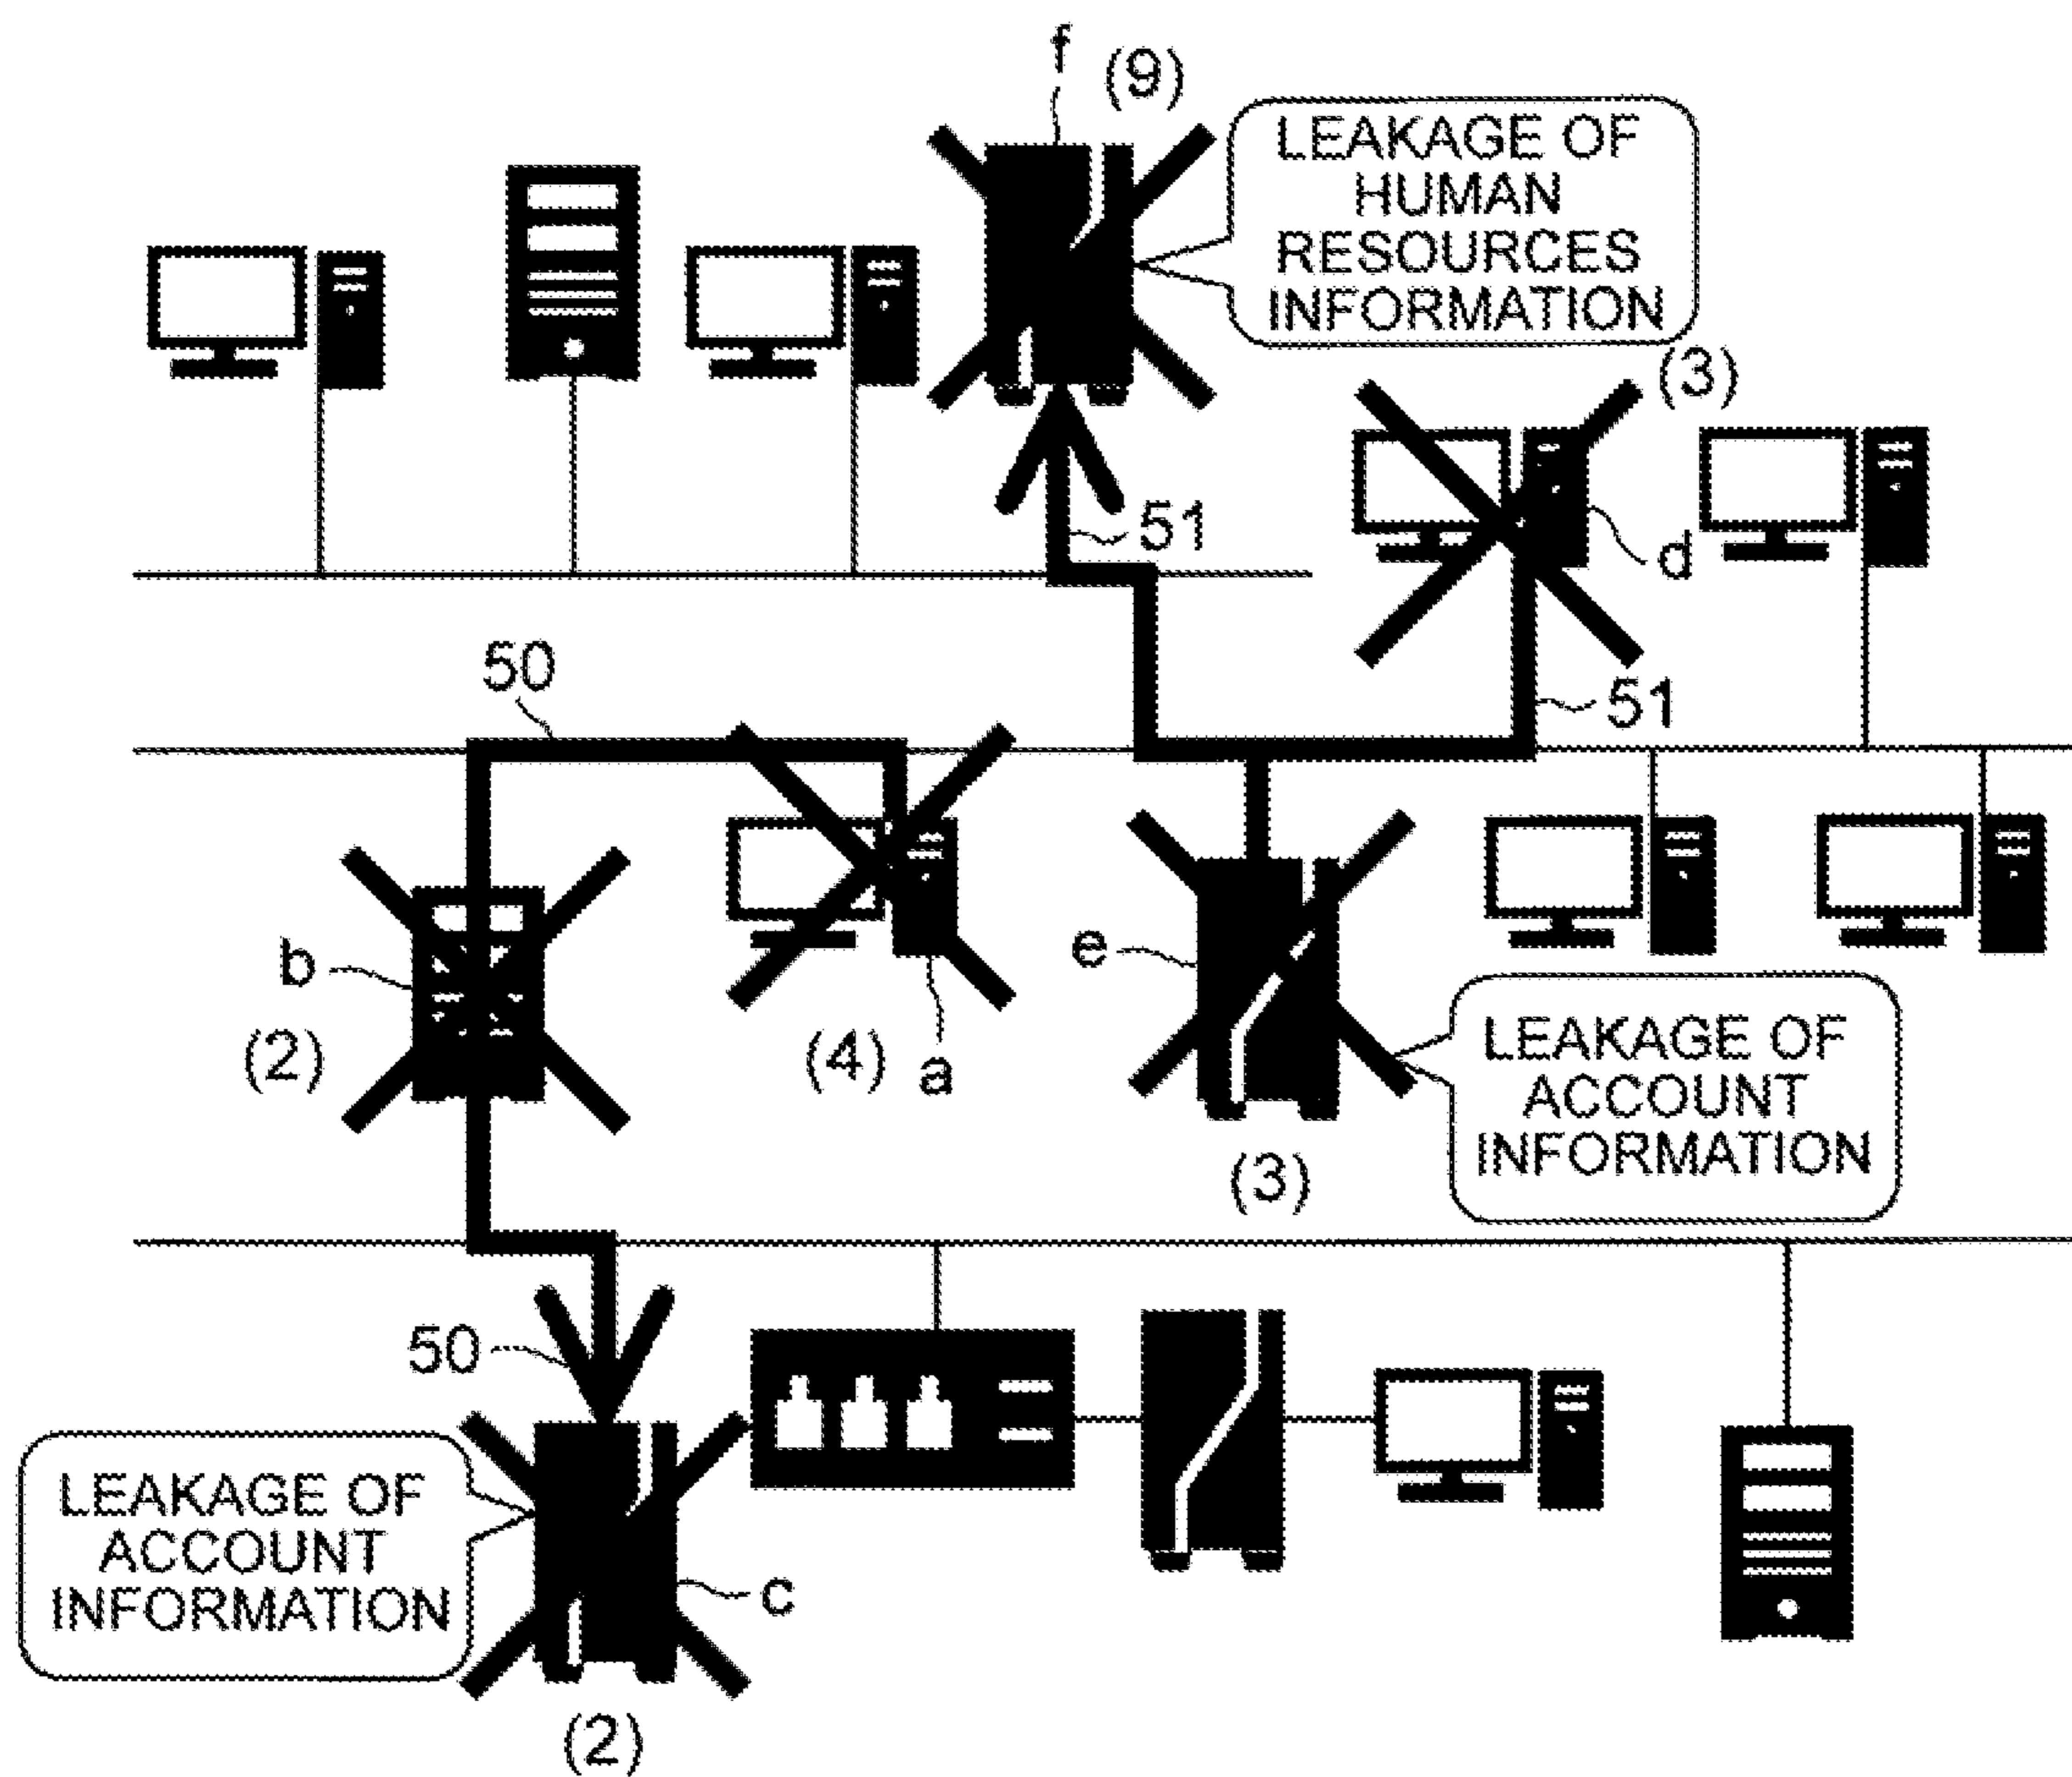 f (9)
LEAKAGE OF
HUMAN
RESOURCES
INFORMATION
(3)
51
d
50
51
b
e
(2)
(4)
a
LEAKAGE OF
ACCOUNT
INFORMATION
(3)
50
LEAKAGE OF
ACCOUNT
INFORMATION
c
(2)